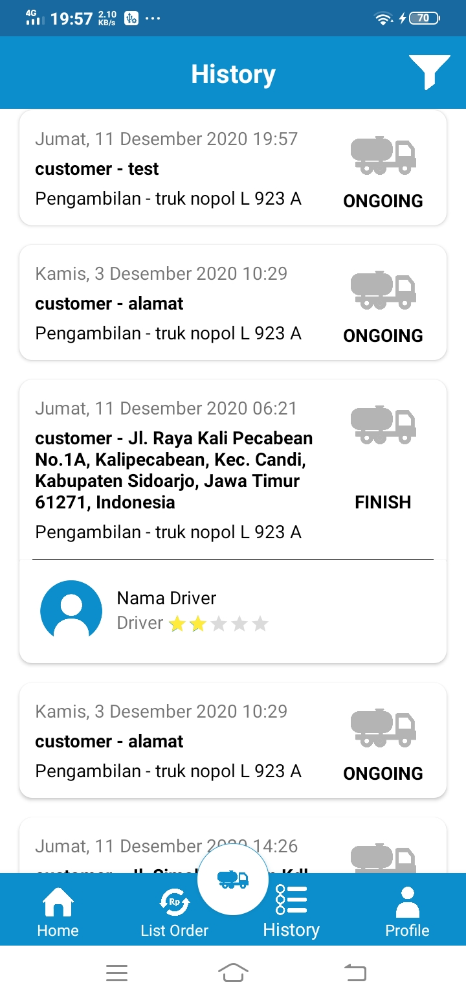 4G 19:57 2.10 KB/s ... 70
History
Jumat, 11 Desember 2020 19:57
customer - test
Pengambilan - truk nopol L 923 A
ONGOING
Kamis, 3 Desember 2020 10:29
customer - alamat
Pengambilan - truk nopol L 923 A
ONGOING
Jumat, 11 Desember 2020 06:21
customer - Jl. Raya Kali Pecabean
No.1A, Kalipecabean, Kec. Candi,
Kabupaten Sidoarjo, Jawa Timur
61271, Indonesia
FINISH
Pengambilan - truk nopol L 923 A
Nama Driver
Driver
Kamis, 3 Desember 2020 10:29
customer - alamat
Pengambilan - truk nopol L 923 A
ONGOING
Jumat, 11 Desember 2020 14:26
customer - Jl.
Rp
Home List Order History Profile